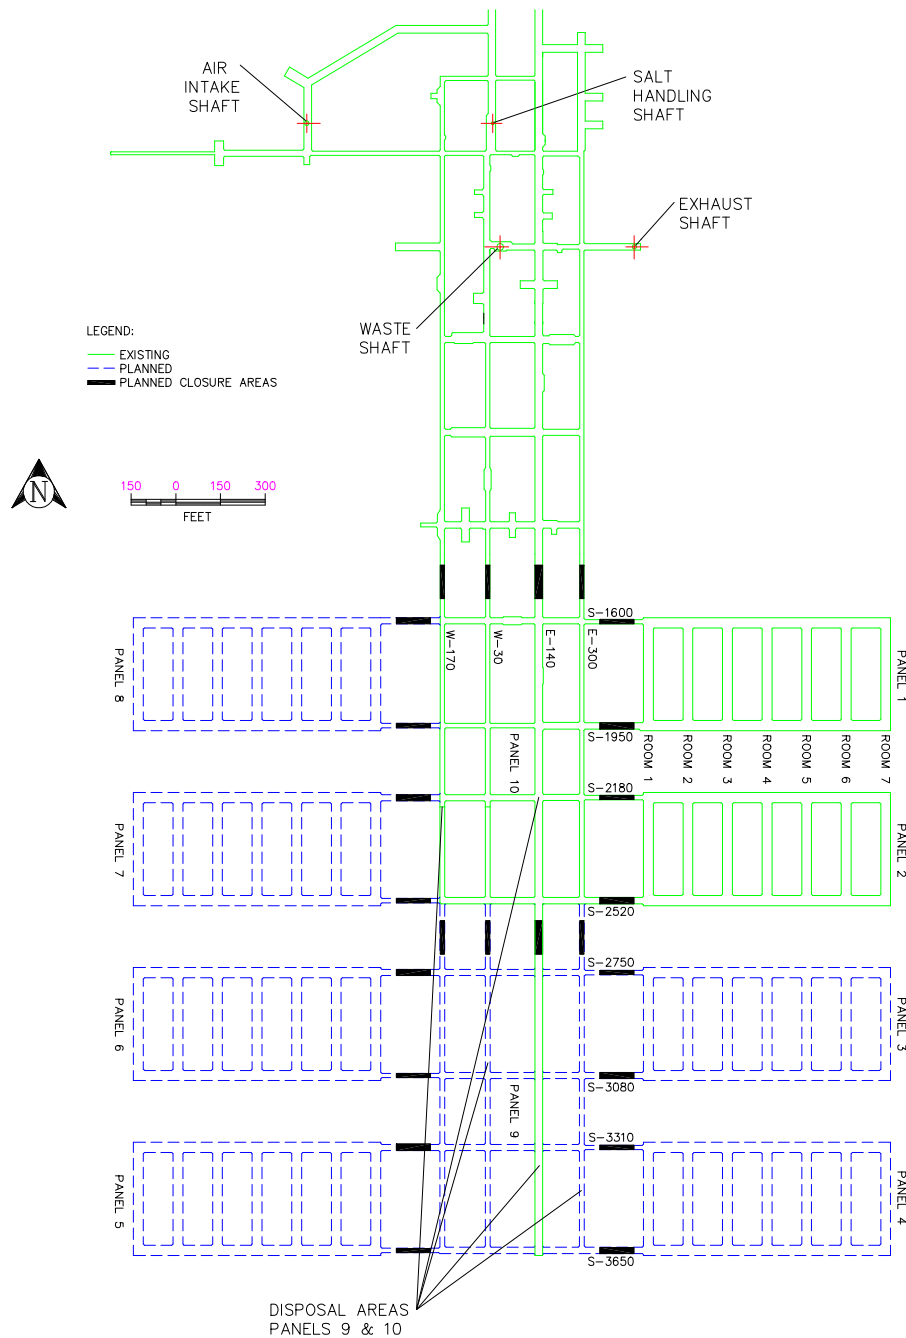 AIR
INTAKE
SHAFT
SALT
HANDLING
SHAFT
EXHAUST
SHAFT
WASTE
SHAFT
LEGEND:
EXISTING
PLANNED
PLANNED CLOSURE AREAS
N
150 0 150 300
FEET
S-1600
W-170
W-30
E-140
E-300
PANEL 8
PANEL 1
S-1950
ROOM 1
ROOM 2
ROOM 3
ROOM 4
ROOM 5
ROOM 6
ROOM 7
PANEL 10
S-2180
PANEL 7
PANEL 2
S-2520
S-2750
PANEL 6
PANEL 3
S-3080
PANEL 9
S-3310
PANEL 5
PANEL 4
S-3650
DISPOSAL AREAS
PANELS 9 & 10